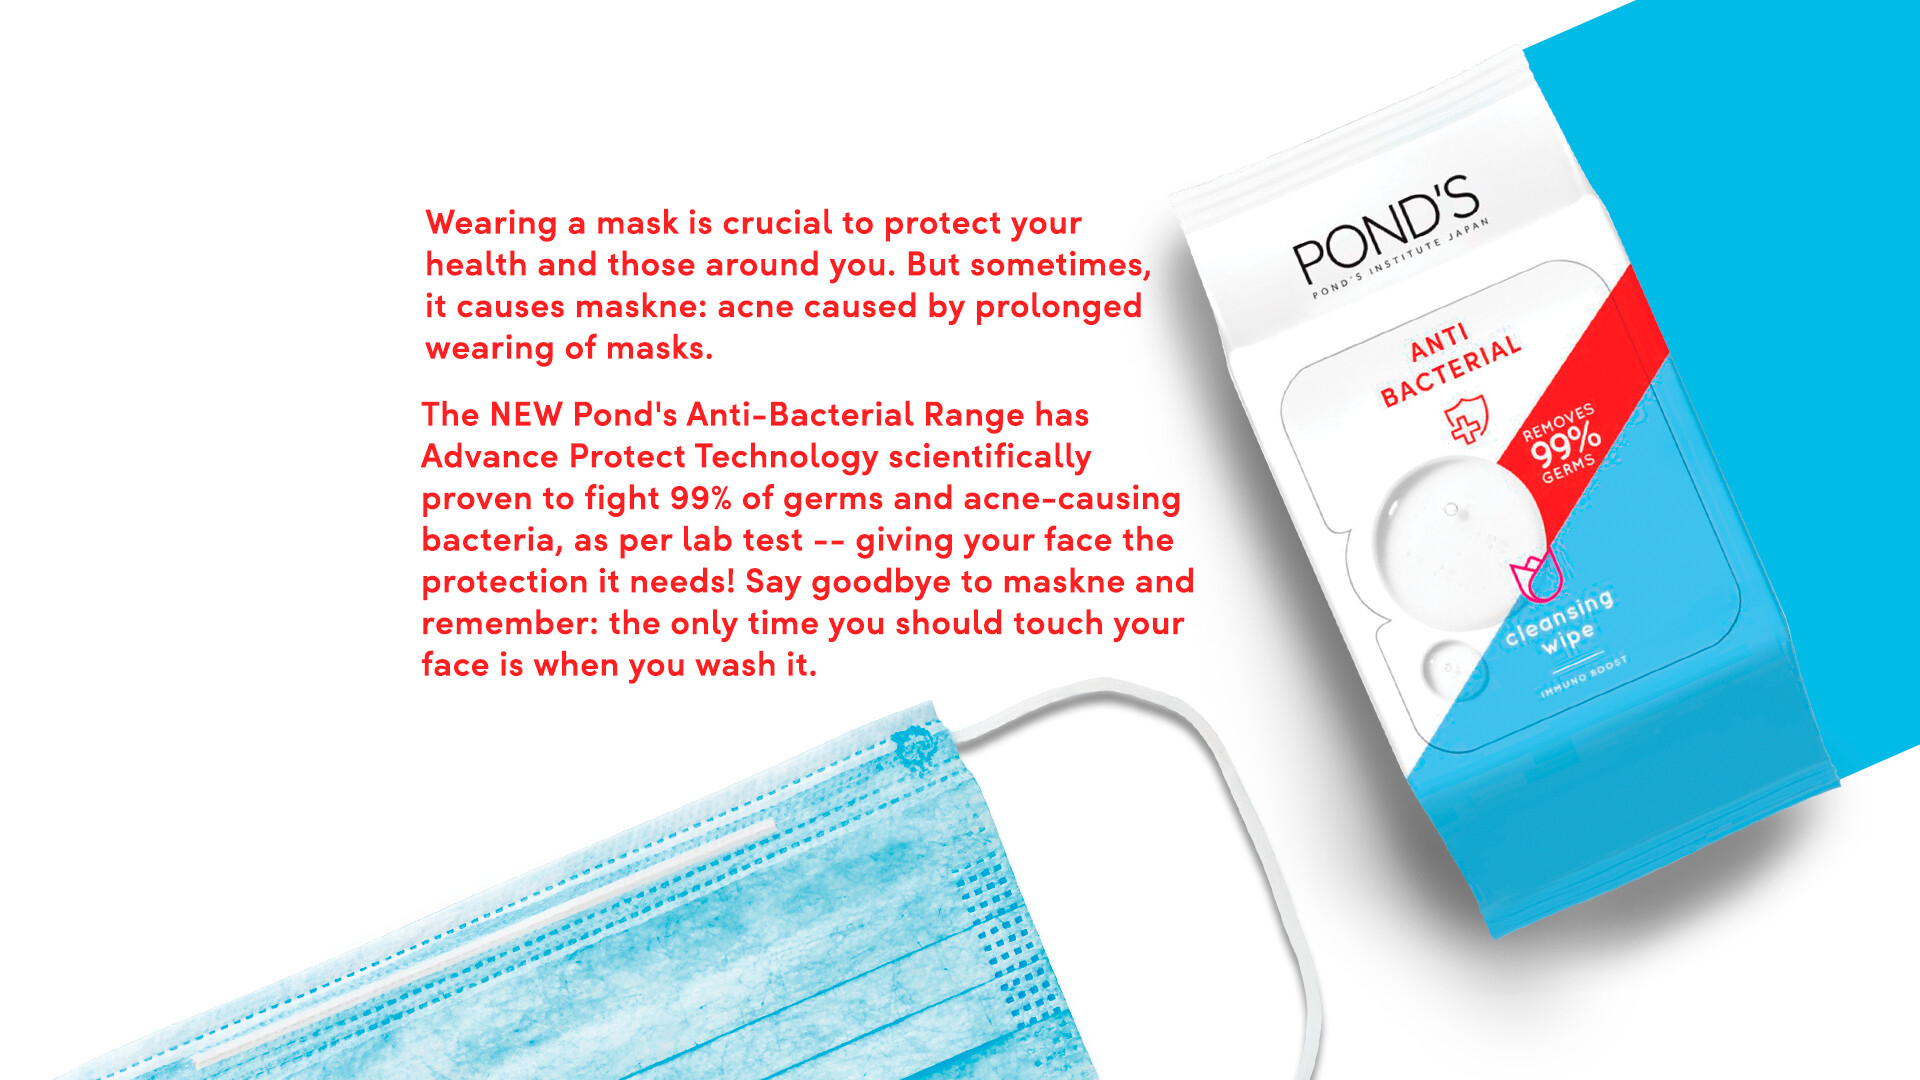 Wearing a mask is crucial to protect your
health and those around you. But sometimes,
it causes maskne: acne caused by prolonged
wearing of masks.
The NEW Pond's Anti-Bacterial Range has
Advance Protect Technology scientifically
proven to fight 99% of germs and acne-causing
bacteria, as per lab test -- giving your face the
protection it needs! Say goodbye to maskne and
remember: the only time you should touch your
face is when you wash it.
POND'S
POND'S INSTITUTE JAPAN
ANTI
BACTERIAL
REMOVES
99%
GERMS
cleansing
wipe
IMMUNO BOOST